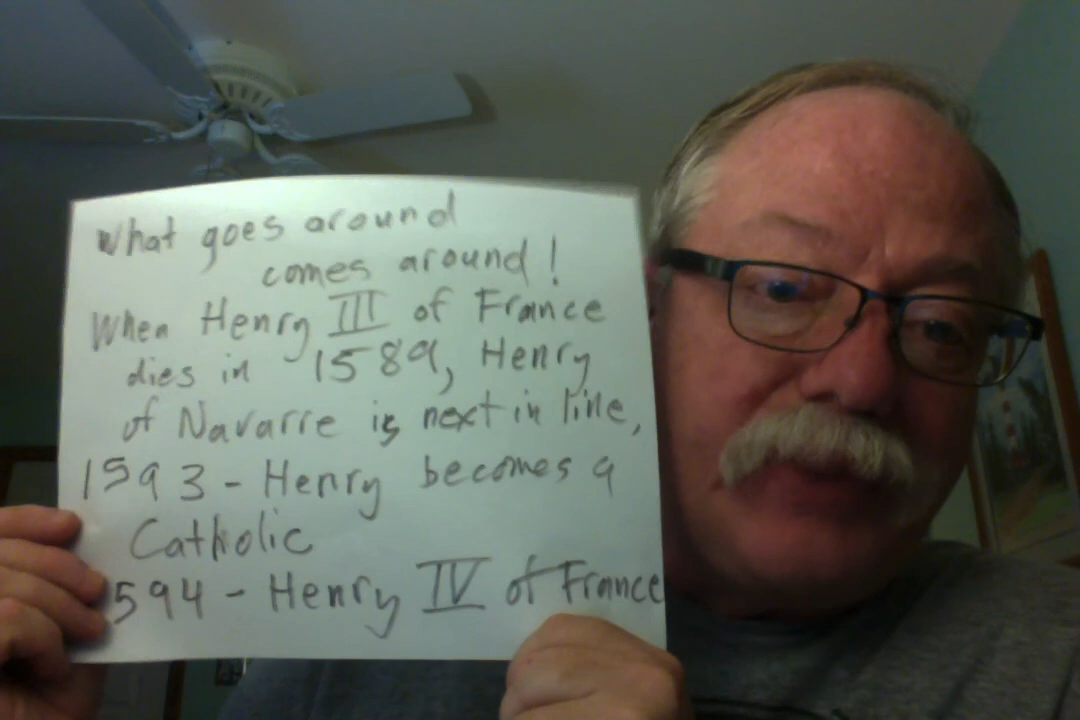 What goes around
comes around!
When Henry III of France
dies in 1589, Henry
of Navarre is next in line,
1593 - Henry becomes a
Catholic
594 - Henry IV of France